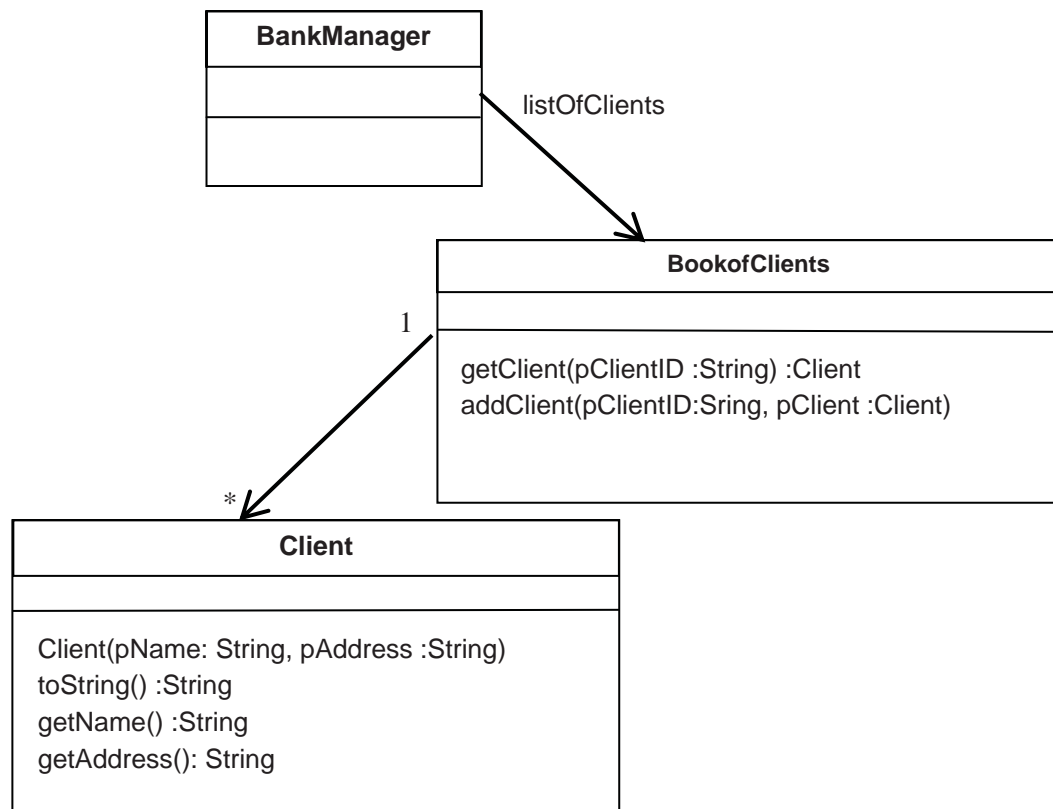 BankManager
listOfClients
BookofClients
1
getClient(pClientID :String) :Client
addClient(pClientID:Sring, pClient :Client)
*
Client
Client(pName: String, pAddress :String)
toString() :String
getName() :String
getAddress(): String